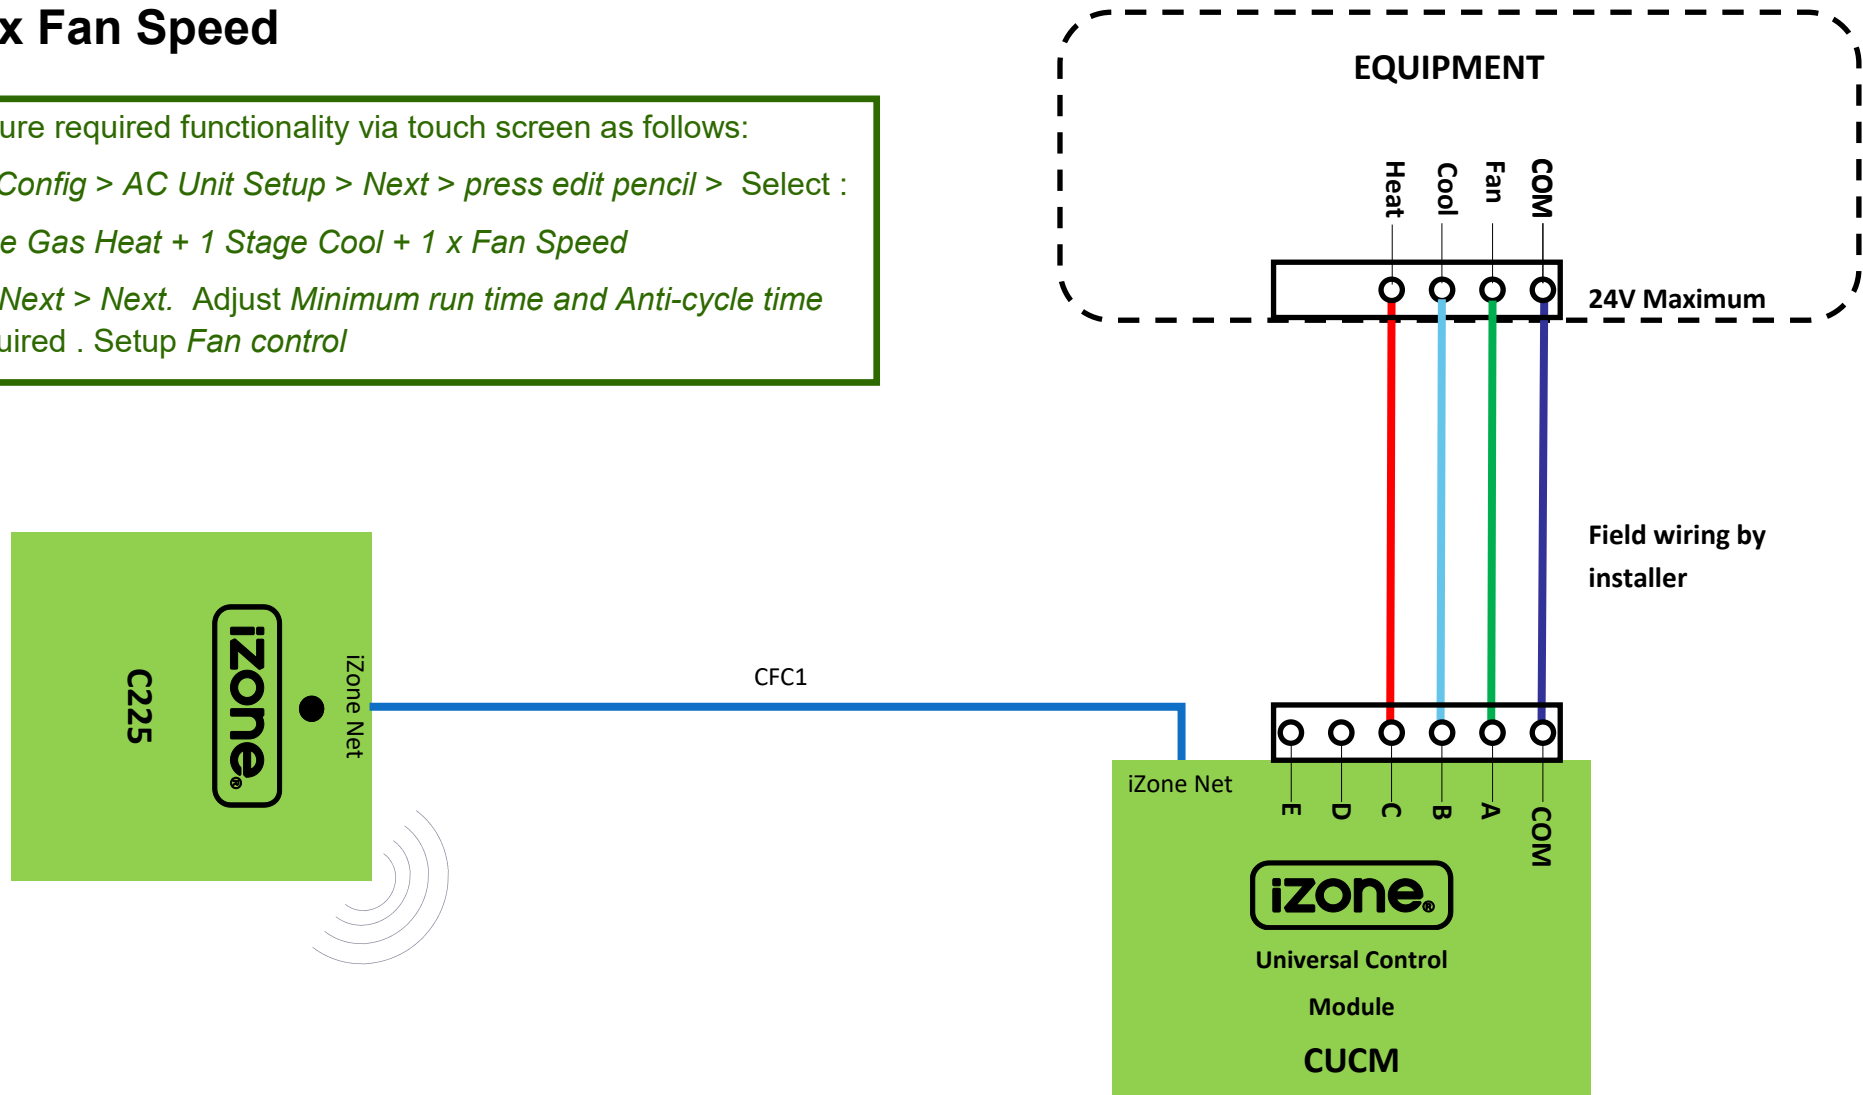 x Fan Speed
ure required functionality via touch screen as follows:
Config > AC Unit Setup > Next > press edit pencil > Select :
e Gas Heat + 1 Stage Cool + 1 x Fan Speed
Next > Next. Adjust Minimum run time and Anti-cycle time
uired . Setup Fan control
EQUIPMENT
Heat
Cool
Fan
COM
24V Maximum
Field wiring by
installer
C225
izone®
iZone Net
CFC1
iZone Net
E
D
C
B
A
COM
izone®
Universal Control
Module
CUCM